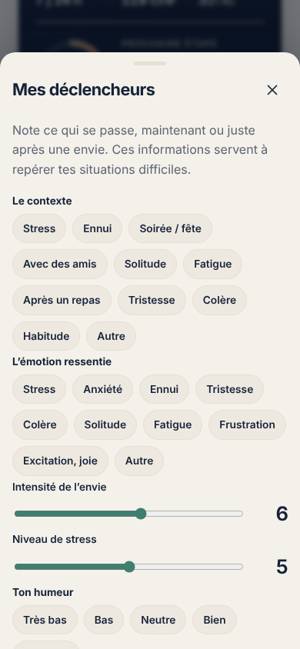 Mes déclencheurs
Note ce qui se passe, maintenant ou juste
après une envie. Ces informations servent à
repérer tes situations difficiles.
Le contexte
Stress Ennui Soirée / fête
Avec des amis Solitude Fatigue
Après un repas Tristesse Colère
Habitude Autre
L'émotion ressentie
Stress Anxiété Ennui Tristesse
Colère Solitude Fatigue Frustration
Excitation, joie Autre
Intensité de l'envie
6
Niveau de stress
5
Ton humeur
Très bas Bas Neutre Bien